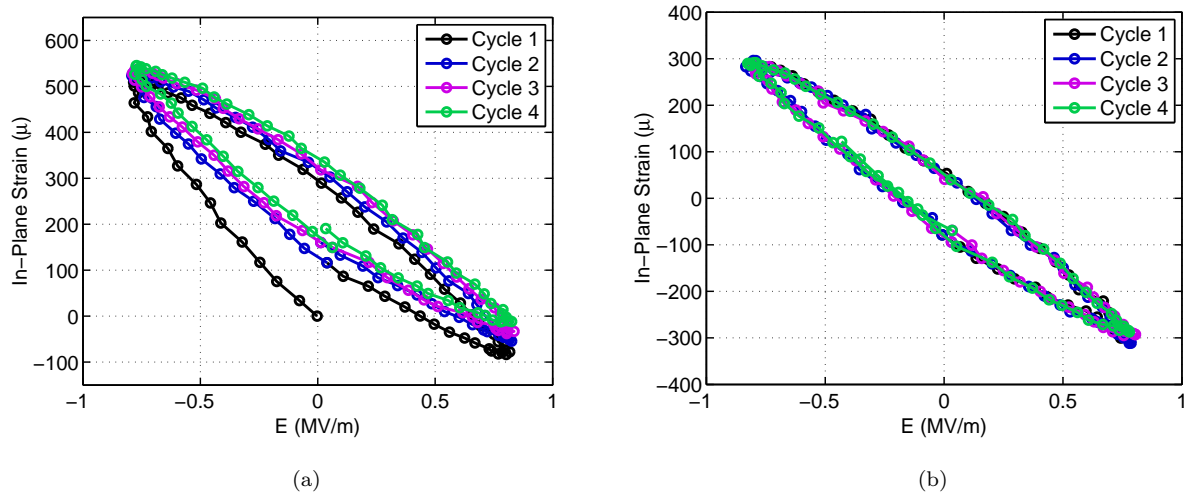 600
500
400
300
200
100
0
−100
−1
−0.5
0
0.5
1
In−Plane Strain (μ)
E (MV/m)
Cycle 1
Cycle 2
Cycle 3
Cycle 4
(a)
400
300
200
100
0
−100
−200
−300
−400
−1
−0.5
0
0.5
1
In−Plane Strain (μ)
E (MV/m)
Cycle 1
Cycle 2
Cycle 3
Cycle 4
(b)